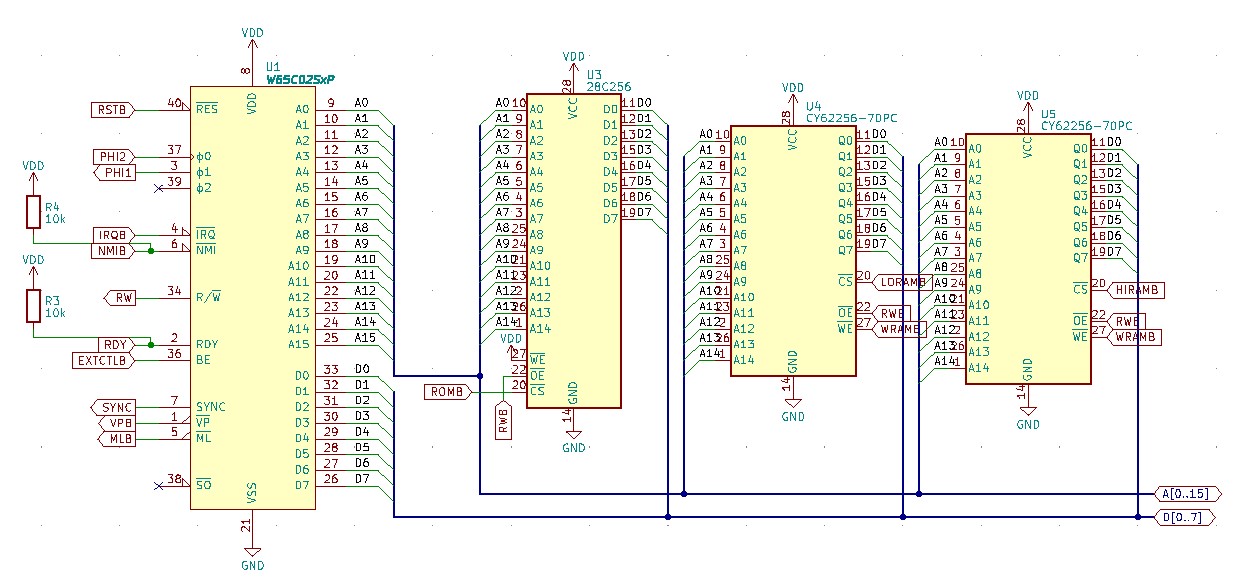 VDD
8
U1
W65C02SxP
VDD
RSTB 40 RES
PHI2 37 ϕ0
PHI1 3 ϕ1
39 ϕ2
VDD
R4
10k
IRQB 4 IRQ
NMIB 6 NMI
VDD
R3
10k
RW 34 R/W
RDY 2 RDY
EXTCTLB 36 BE
SYNC 7 SYNC
VPB 1 VP
MLB 5 ML
38 SO
VSS
21
GND
A0 9 A0
A1 10 A1
A2 11 A2
A3 12 A3
A4 13 A4
A5 14 A5
A6 15 A6
A7 16 A7
A8 17 A8
A9 18 A9
A10 19 A10
A11 20 A11
A12 22 A12
A13 23 A13
A14 24 A14
A15 25 A15
D0 33 D0
D1 32 D1
D2 31 D2
D3 30 D3
D4 29 D4
D5 28 D5
D6 27 D6
D7 26 D7
VDD
28
U3
28C256
VCC
A0 10 A0
A1 9 A1
A2 8 A2
A3 7 A3
A4 6 A4
A5 5 A5
A6 4 A6
A7 3 A7
A8 25 A8
A9 24 A9
A10 21 A10
A11 23 A11
A12 2 A12
A13 26 A13
A14 1 A14
VDD
27 WE
22 OE
ROMB 20 CS
RWB
D0 11 D0
D1 12 D1
D2 13 D2
D3 15 D3
D4 16 D4
D5 17 D5
D6 18 D6
D7 19 D7
GND
14
GND
VDD
28
U4
CY62256-70PC
VCC
A0 10 A0
A1 9 A1
A2 8 A2
A3 7 A3
A4 6 A4
A5 5 A5
A6 4 A6
A7 3 A7
A8 25 A8
A9 24 A9
A10 21 A10
A11 23 A11
A12 2 A12
A13 26 A13
A14 1 A14
Q0 11 D0
Q1 12 D1
Q2 13 D2
Q3 15 D3
Q4 16 D4
Q5 17 D5
Q6 18 D6
Q7 19 D7
CS 20 LORAMB
OE 22 RWB
WE 27 WRAMB
GND
14
GND
VDD
28
U5
CY62256-70PC
VCC
A0 10 A0
A1 9 A1
A2 8 A2
A3 7 A3
A4 6 A4
A5 5 A5
A6 4 A6
A7 3 A7
A8 25 A8
A9 24 A9
A10 21 A10
A11 23 A11
A12 2 A12
A13 26 A13
A14 1 A14
Q0 11 D0
Q1 12 D1
Q2 13 D2
Q3 15 D3
Q4 16 D4
Q5 17 D5
Q6 18 D6
Q7 19 D7
CS 20 HIRAMB
OE 22 RWB
WE 27 WRAMB
GND
14
GND
A[0..15]
D[0..7]